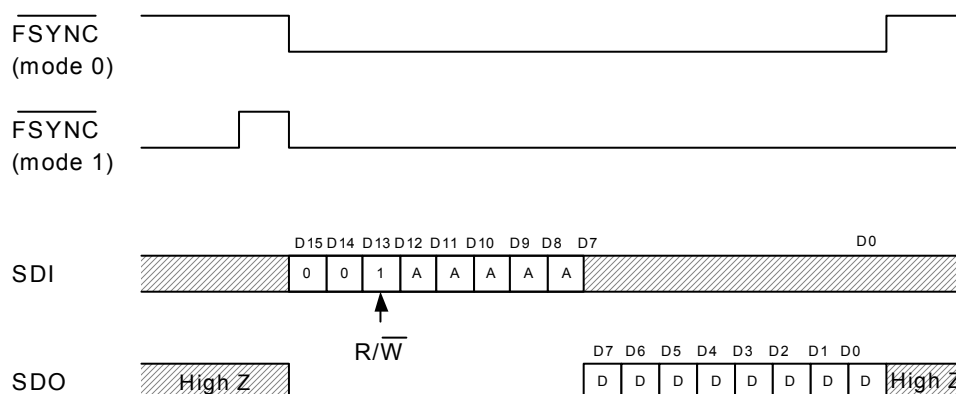 FSYNC
(mode 0)
FSYNC
(mode 1)
D15 D14 D13 D12 D11 D10 D9 D8 D7 D0
SDI 0 0 1 A A A A A
R/W
D7 D6 D5 D4 D3 D2 D1 D0
SDO High Z D D D D D D D D High Z